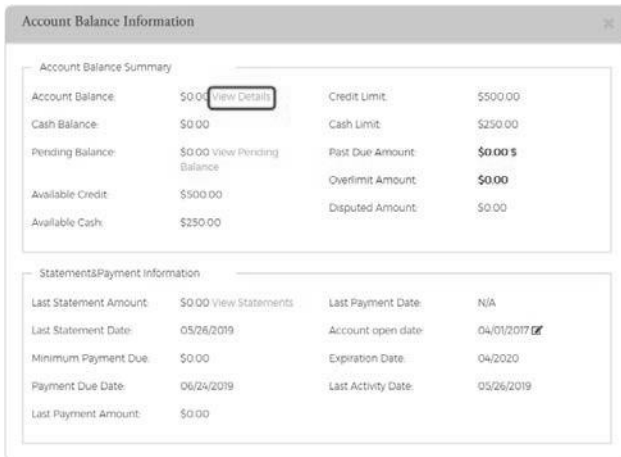 Account Balance Information
Account Balance Summary
Account Balance: $0.00 View Details Credit Limit: $500.00
Cash Balance: $0.00 Cash Limit: $250.00
Pending Balance: $0.00 View Pending Balance Past Due Amount: $0.00 $
Overlimit Amount: $0.00
Available Credit: $500.00
Disputed Amount: $0.00
Available Cash: $250.00
Statement&Payment Information
Last Statement Amount: $0.00 View Statements Last Payment Date: N/A
Last Statement Date: 05/26/2019 Account open date: 04/01/2017
Minimum Payment Due: $0.00 Expiration Date: 04/2020
Payment Due Date: 06/24/2019 Last Activity Date: 05/26/2019
Last Payment Amount: $0.00